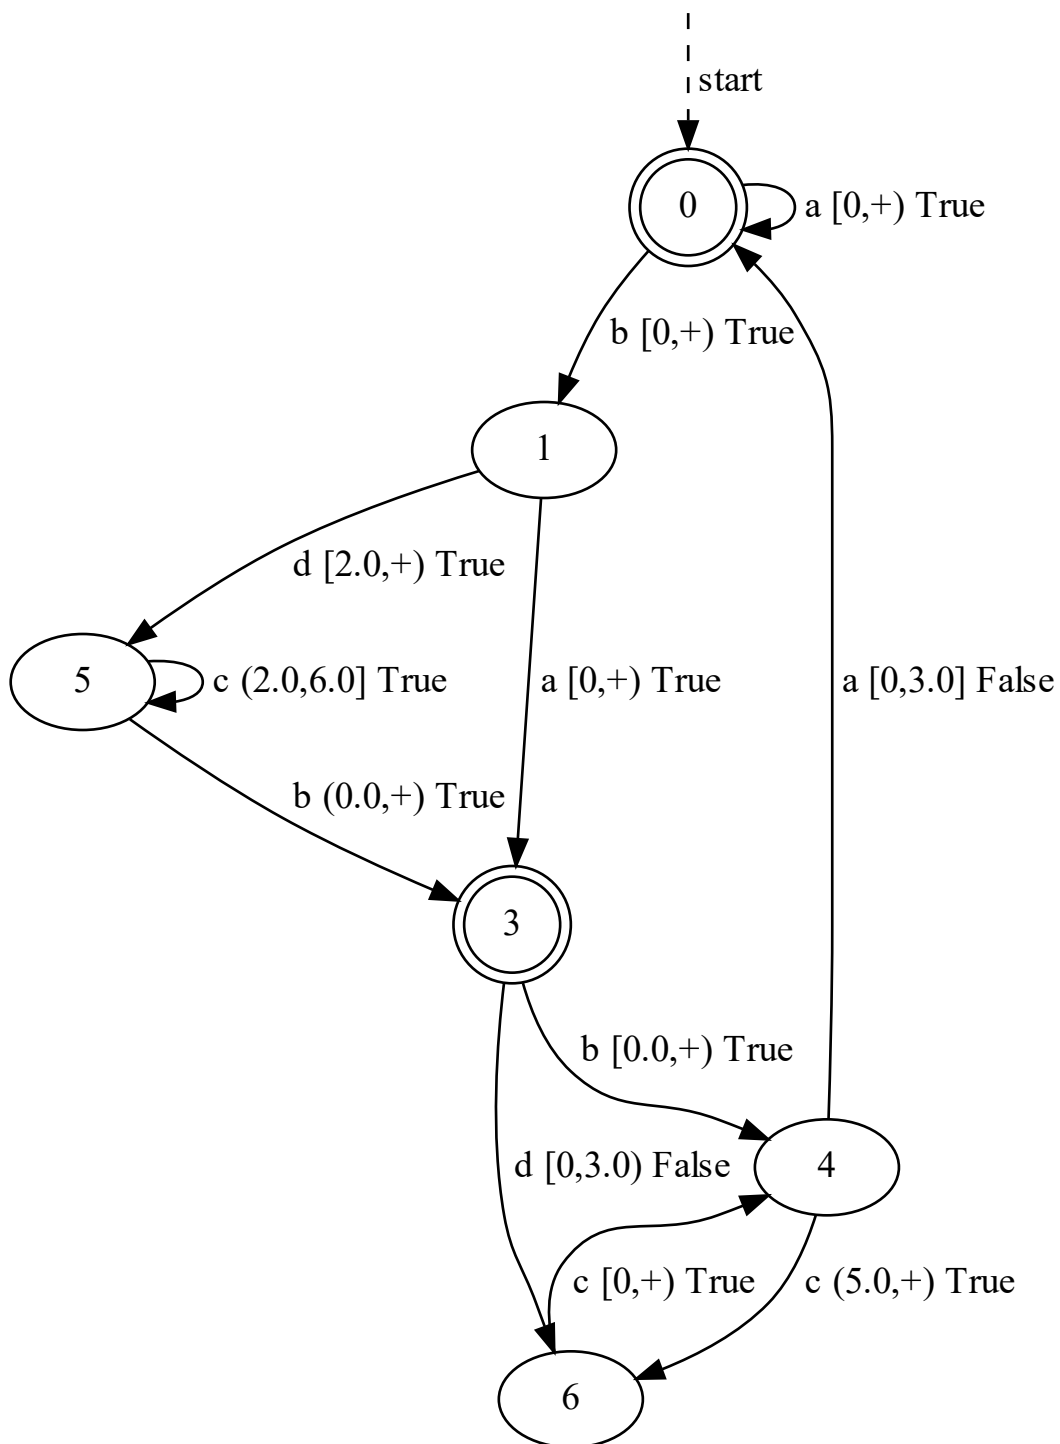 start
0
a [0,+) True
b [0,+) True
1
d [2.0,+) True
5
c (2.0,6.0] True
a [0,+) True
a [0,3.0] False
b (0.0,+) True
3
b [0.0,+) True
d [0,3.0) False
4
c [0,+) True
c (5.0,+) True
6